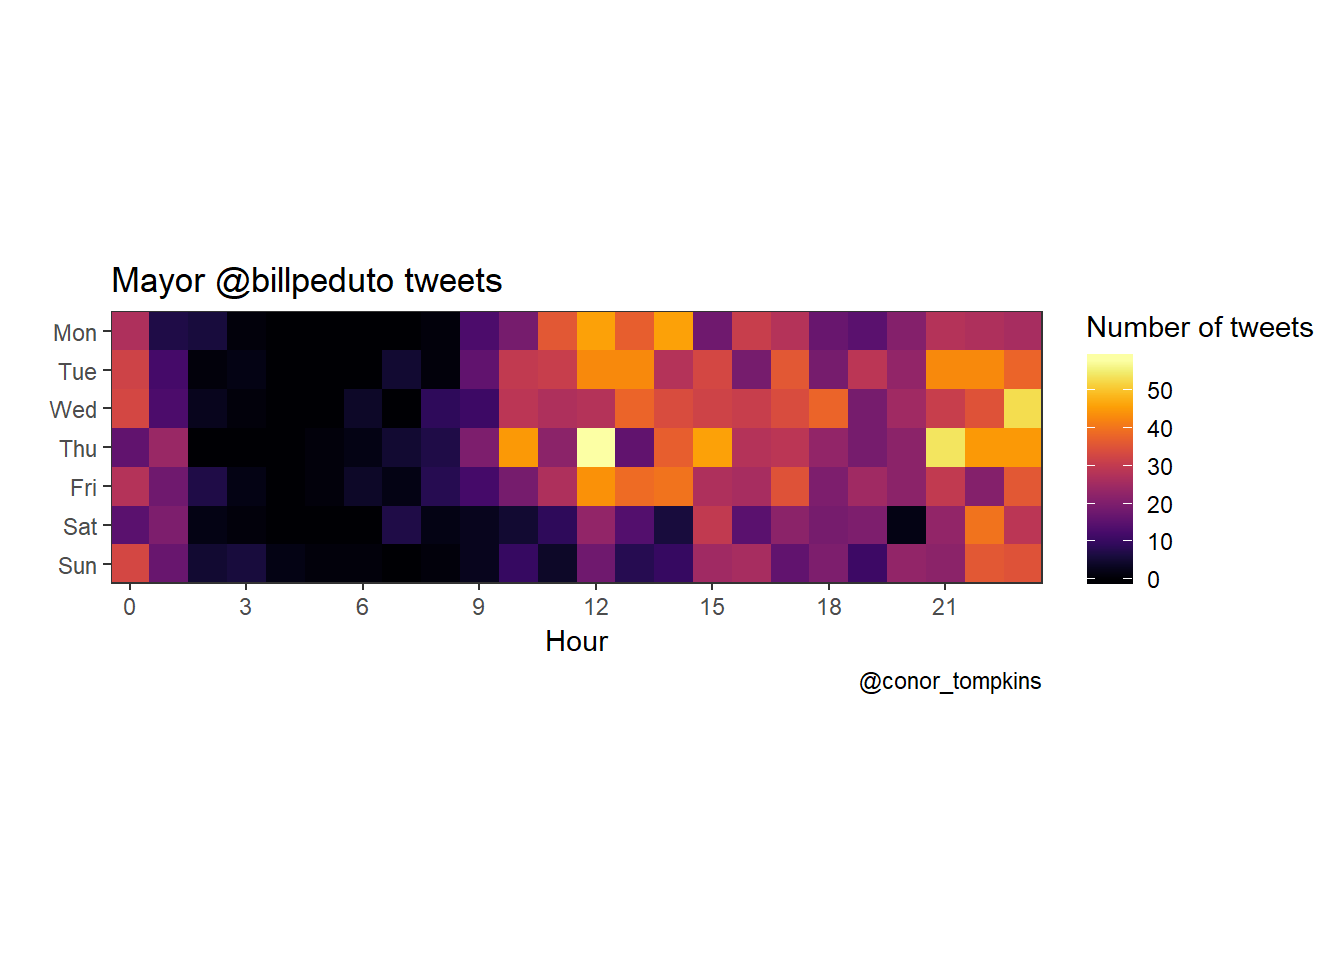 Mayor @billpeduto tweets
Mon
Tue
Wed
Thu
Fri
Sat
Sun
0 3 6 9 12 15 18 21
Hour
Number of tweets
50
40
30
20
10
0
@conor_tompkins